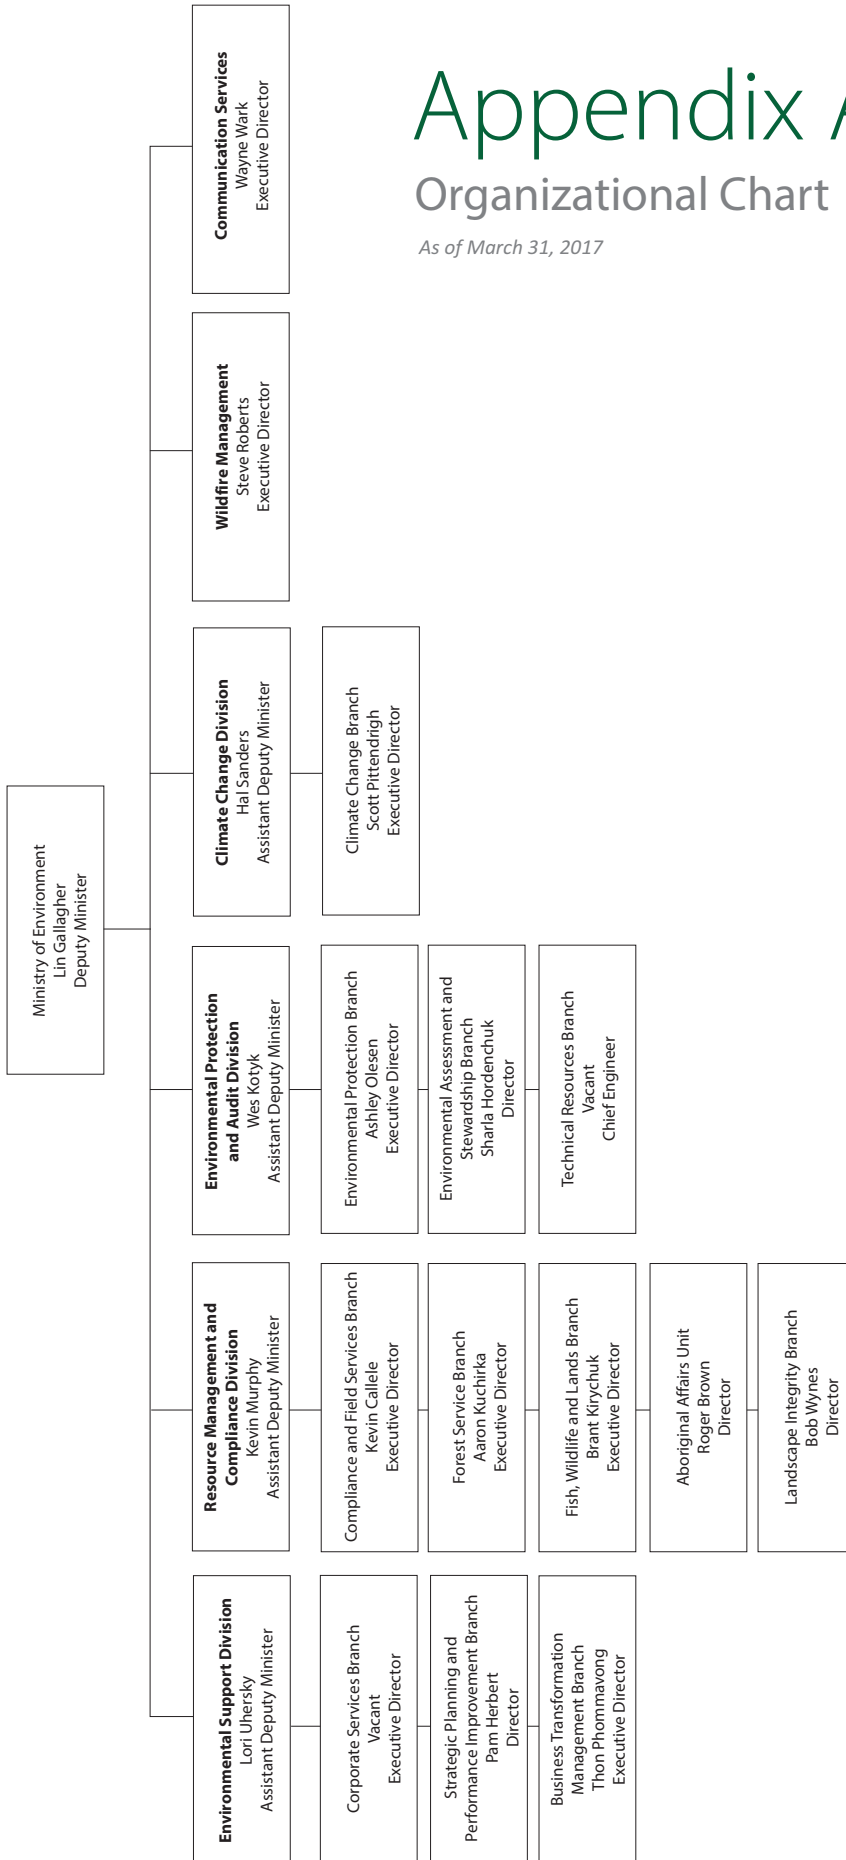 Appendix A
Organizational Chart
As of March 31, 2017
Ministry of Environment
Lin Gallagher
Deputy Minister
Environmental Support Division
Lori Uhersky
Assistant Deputy Minister
Corporate Services Branch
Vacant
Executive Director
Strategic Planning and
Performance Improvement Branch
Pam Herbert
Director
Business Transformation
Management Branch
Thon Phommavong
Executive Director
Resource Management and
Compliance Division
Kevin Murphy
Assistant Deputy Minister
Compliance and Field Services Branch
Kevin Callele
Executive Director
Forest Service Branch
Aaron Kuchirka
Executive Director
Fish, Wildlife and Lands Branch
Brant Kirychuk
Executive Director
Aboriginal Affairs Unit
Roger Brown
Director
Landscape Integrity Branch
Bob Wynes
Director
Environmental Protection
and Audit Division
Wes Kotyk
Assistant Deputy Minister
Environmental Protection Branch
Ashley Olesen
Executive Director
Environmental Assessment and
Stewardship Branch
Sharla Hordenchuk
Director
Technical Resources Branch
Vacant
Chief Engineer
Climate Change Division
Hal Sanders
Assistant Deputy Minister
Climate Change Branch
Scott Pittendrigh
Executive Director
Wildfire Management
Steve Roberts
Executive Director
Communication Services
Wayne Wark
Executive Director